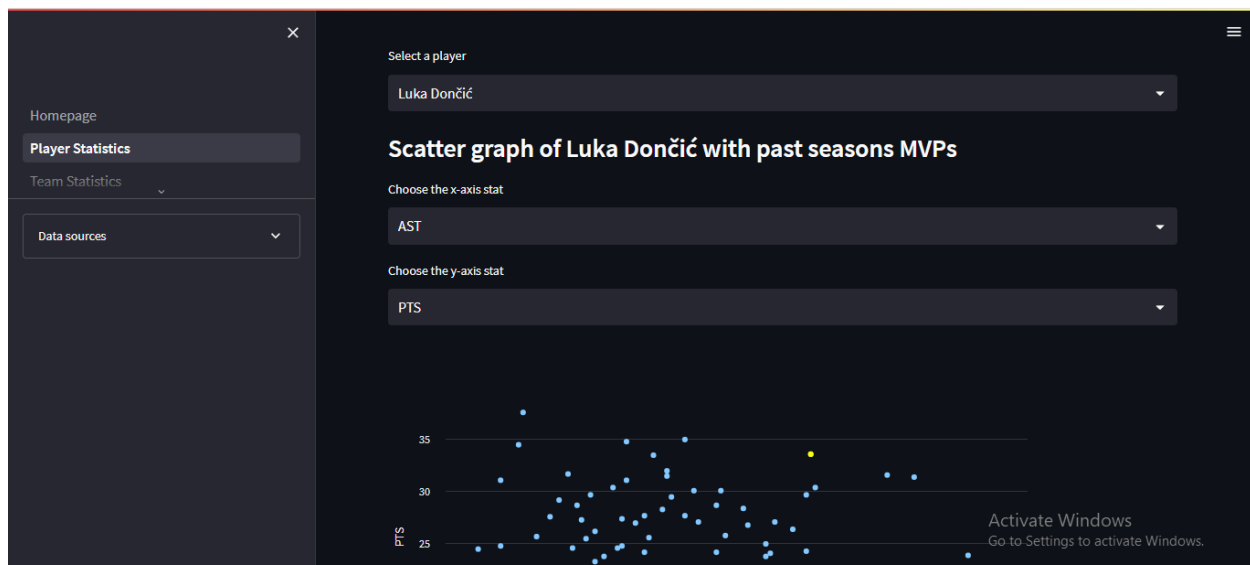 Homepage
Player Statistics
Team Statistics
Data sources
Select a player
Luka Dončić
Scatter graph of Luka Dončić with past seasons MVPs
Choose the x-axis stat
AST
Choose the y-axis stat
PTS
35
30
25
PTS
Activate Windows
Go to Settings to activate Windows.